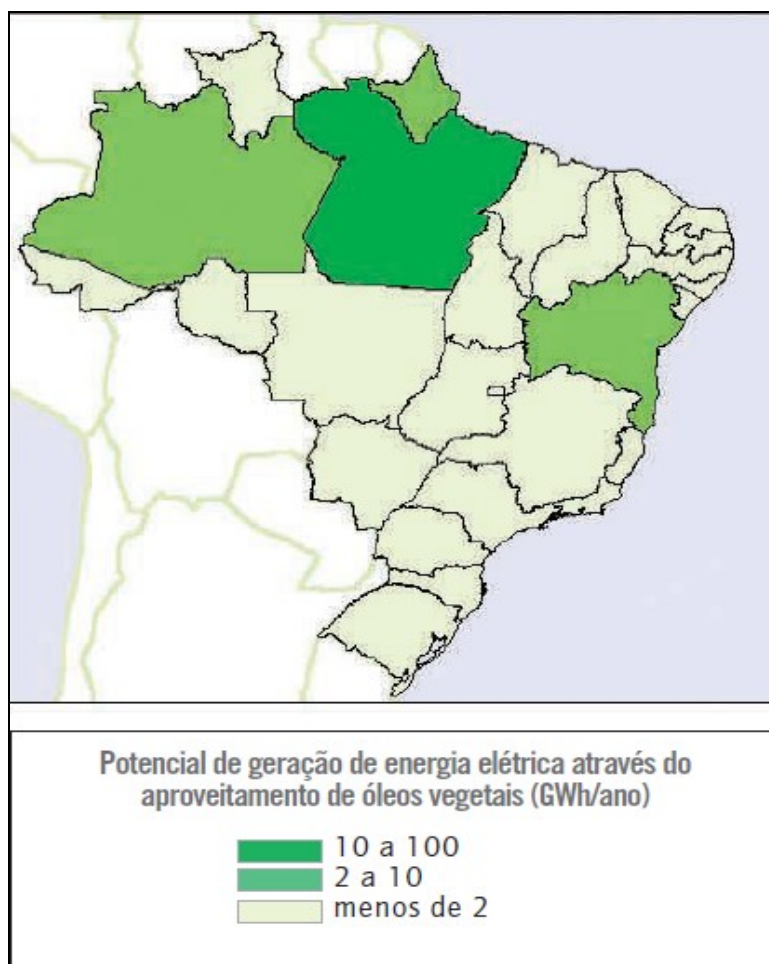 Potencial de geração de energia elétrica através do
aproveitamento de óleos vegetais (GWh/ano)
10 a 100
2 a 10
menos de 2